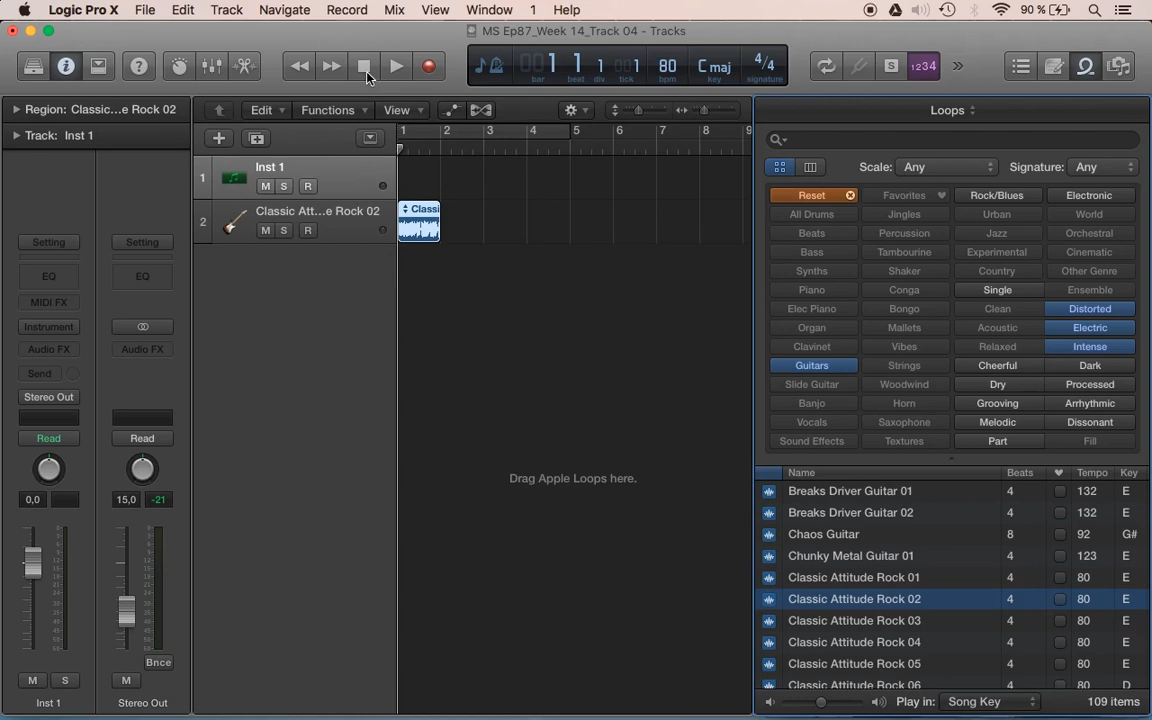 Logic Pro X File Edit Track Navigate Record Mix View Window 1 Help 90 %
MS Ep87_Week 14_Track 04 - Tracks
001 1 1 1 80 C maj 4/4
bar beat div tick bpm key signature
S 1234
Region: Classic...e Rock 02
Track: Inst 1
Edit Functions View
Loops
1 2 3 4 5 6 7 8 9
Scale: Any Signature: Any
1 Inst 1
M S R
2 Classic Att...e Rock 02
M S R
Classi
Setting Setting
EQ EQ
MIDI FX
Instrument
Audio FX Audio FX
Send
Stereo Out
Read Read
0,0 15,0 -21
Bnce
M S M
Inst 1 Stereo Out
Drag Apple Loops here.
Reset Favorites Rock/Blues Electronic
All Drums Jingles Urban World
Beats Percussion Jazz Orchestral
Bass Tambourine Experimental Cinematic
Synths Shaker Country Other Genre
Piano Conga Single Ensemble
Elec Piano Bongo Clean Distorted
Organ Mallets Acoustic Electric
Clavinet Vibes Relaxed Intense
Guitars Strings Cheerful Dark
Slide Guitar Woodwind Dry Processed
Banjo Horn Grooving Arrhythmic
Vocals Saxophone Melodic Dissonant
Sound Effects Textures Part Fill
Name Beats Tempo Key
Breaks Driver Guitar 01 4 132 E
Breaks Driver Guitar 02 4 132 E
Chaos Guitar 8 92 G#
Chunky Metal Guitar 01 4 123 E
Classic Attitude Rock 01 4 80 E
Classic Attitude Rock 02 4 80 E
Classic Attitude Rock 03 4 80 E
Classic Attitude Rock 04 4 80 E
Classic Attitude Rock 05 4 80 E
Classic Attitude Rock 06 4 80 D
Play in: Song Key 109 items